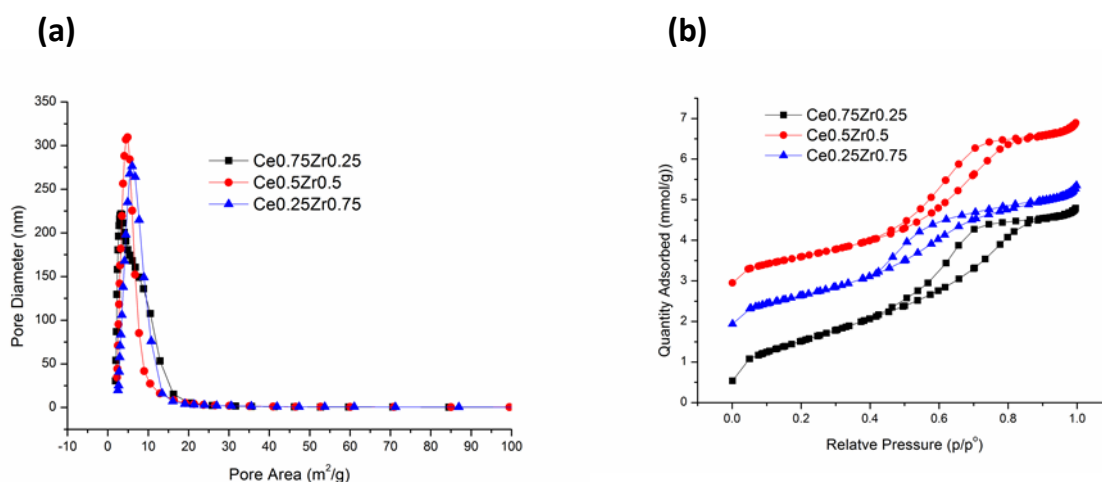 (a)
(b)
350
300
250
200
150
100
50
0
Pore Diameter (nm)
Ce0.75Zr0.25
Ce0.5Zr0.5
Ce0.25Zr0.75
-10 0 10 20 30 40 50 60 70 80 90 100
Pore Area (m²/g)
7
6
5
4
3
2
1
0
Quantity Adsorbed (mmol/g))
Ce0.75Zr0.25
Ce0.5Zr0.5
Ce0.25Zr0.75
0.0 0.2 0.4 0.6 0.8 1.0
Relatve Pressure (p/p°)